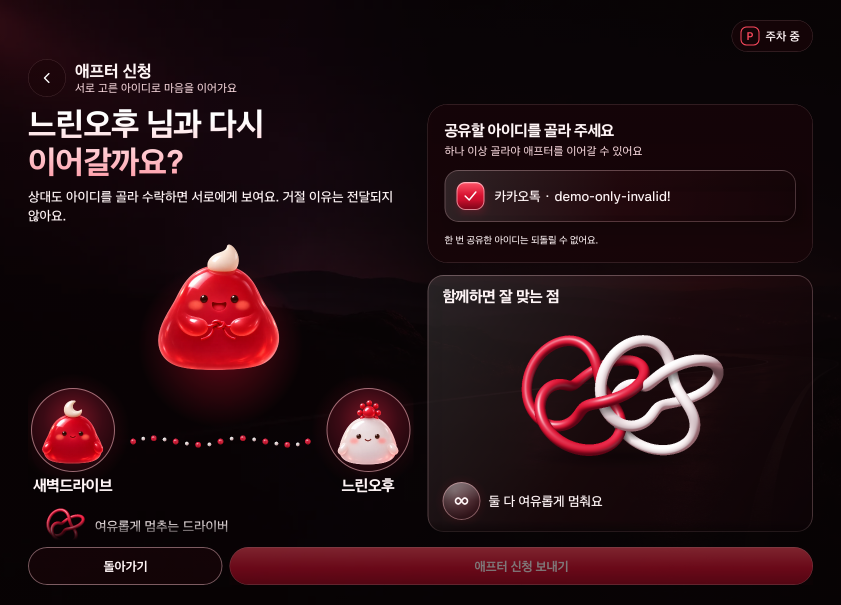 P 주차 중
애프터 신청
서로 고른 아이디로 마음을 이어가요
느린오후 님과 다시
이어갈까요?
상대도 아이디를 골라 수락하면 서로에게 보여요. 거절 이유는 전달되지
않아요.
새벽드라이브
느린오후
여유롭게 멈추는 드라이버
공유할 아이디를 골라 주세요
하나 이상 골라야 애프터를 이어갈 수 있어요
카카오톡 · demo-only-invalid!
한 번 공유한 아이디는 되돌릴 수 없어요.
함께하면 잘 맞는 점
∞ 둘 다 여유롭게 멈춰요
돌아가기
애프터 신청 보내기